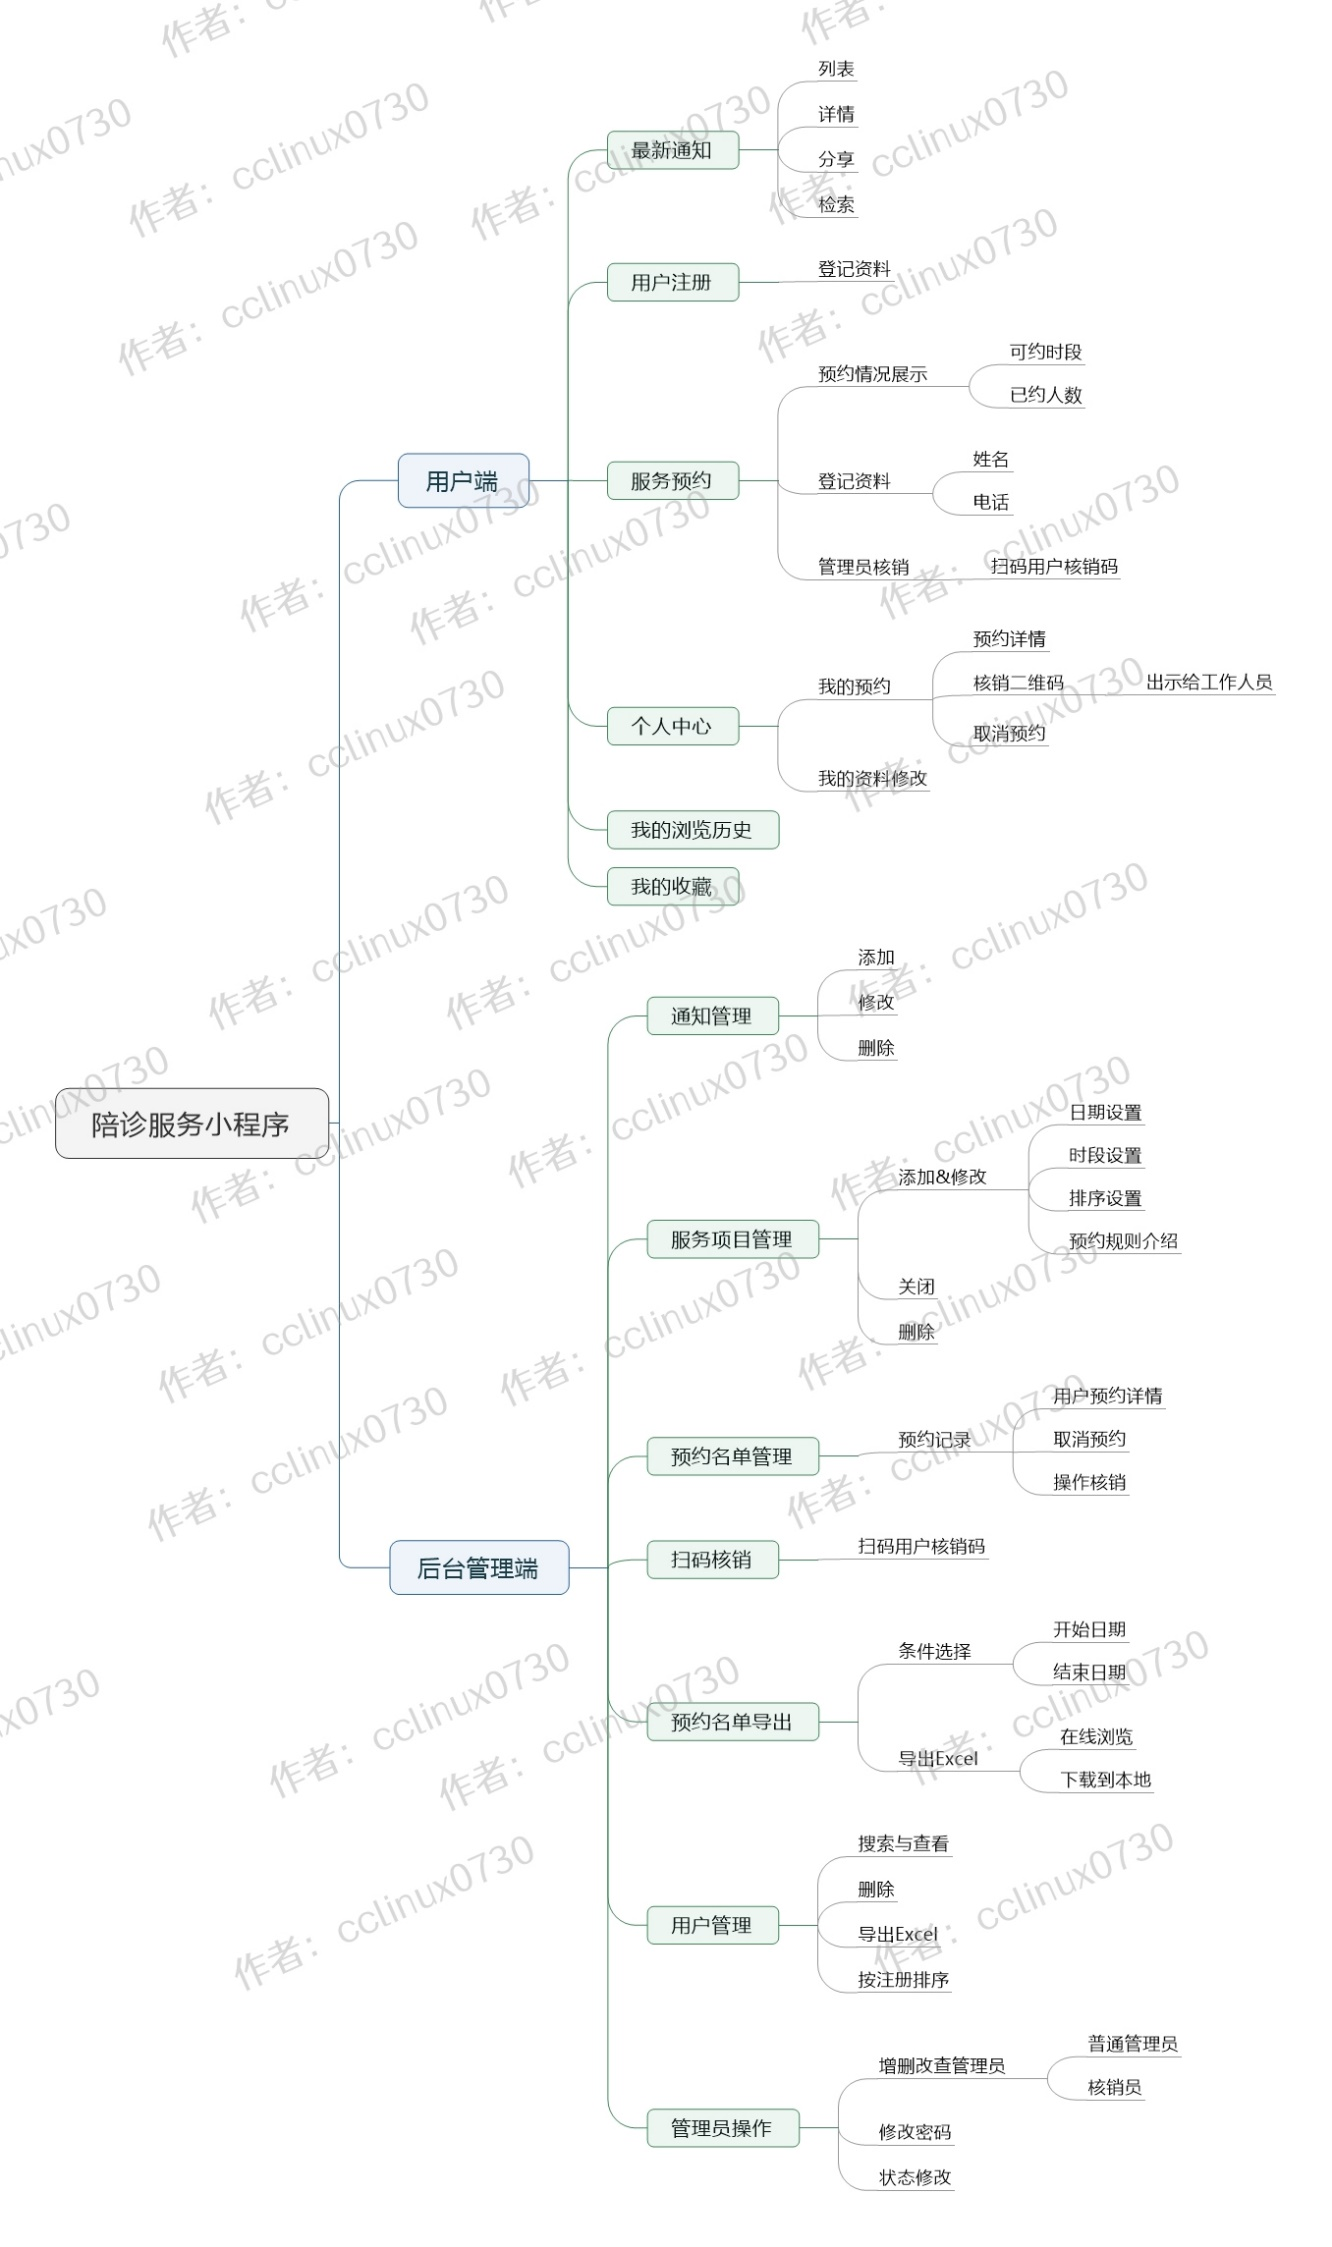 陪诊服务小程序
用户端
最新通知
列表
详情
分享
检索
用户注册
登记资料
服务预约
预约情况展示
可约时段
已约人数
登记资料
姓名
电话
管理员核销
扫码用户核销码
个人中心
我的预约
预约详情
核销二维码
出示给工作人员
取消预约
我的资料修改
我的浏览历史
我的收藏
后台管理端
通知管理
添加
修改
删除
服务项目管理
添加&修改
日期设置
时段设置
排序设置
预约规则介绍
关闭
删除
预约名单管理
预约记录
用户预约详情
取消预约
操作核销
扫码核销
扫码用户核销码
预约名单导出
条件选择
开始日期
结束日期
导出Excel
在线浏览
下载到本地
用户管理
搜索与查看
删除
导出Excel
按注册排序
管理员操作
增删改查管理员
普通管理员
核销员
修改密码
状态修改
作者：cclinux0730